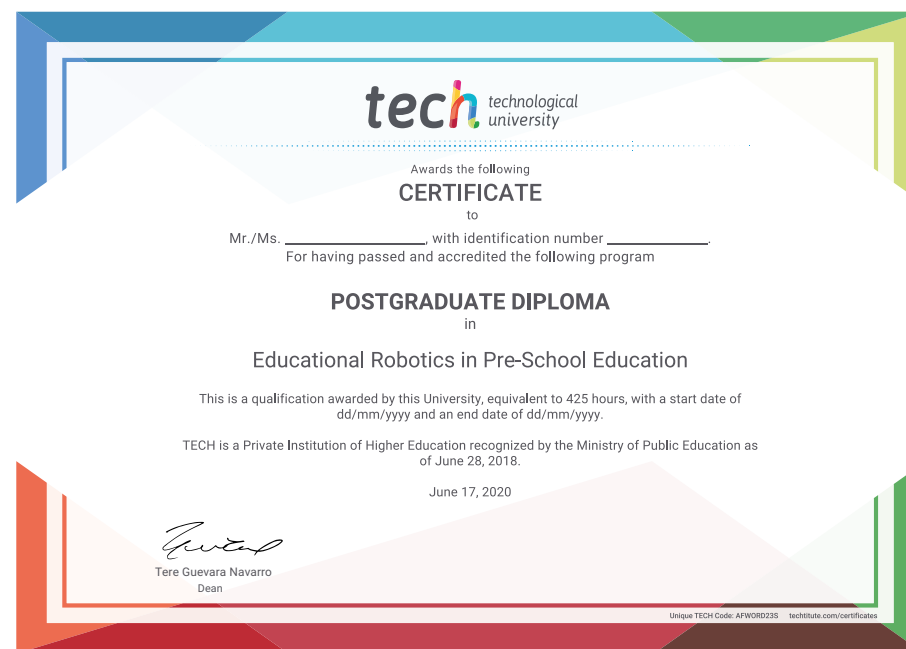 tech technological
university
Awards the following
CERTIFICATE
to
Mr./Ms. ____________________, with identification number ______________.
For having passed and accredited the following program
POSTGRADUATE DIPLOMA
in
Educational Robotics in Pre-School Education
This is a qualification awarded by this University, equivalent to 425 hours, with a start date of
dd/mm/yyyy and an end date of dd/mm/yyyy.
TECH is a Private Institution of Higher Education recognized by the Ministry of Public Education as
of June 28, 2018.
June 17, 2020
Tere Guevara Navarro
Dean
Unique TECH Code: AFWORD23S techtitute.com/certificates